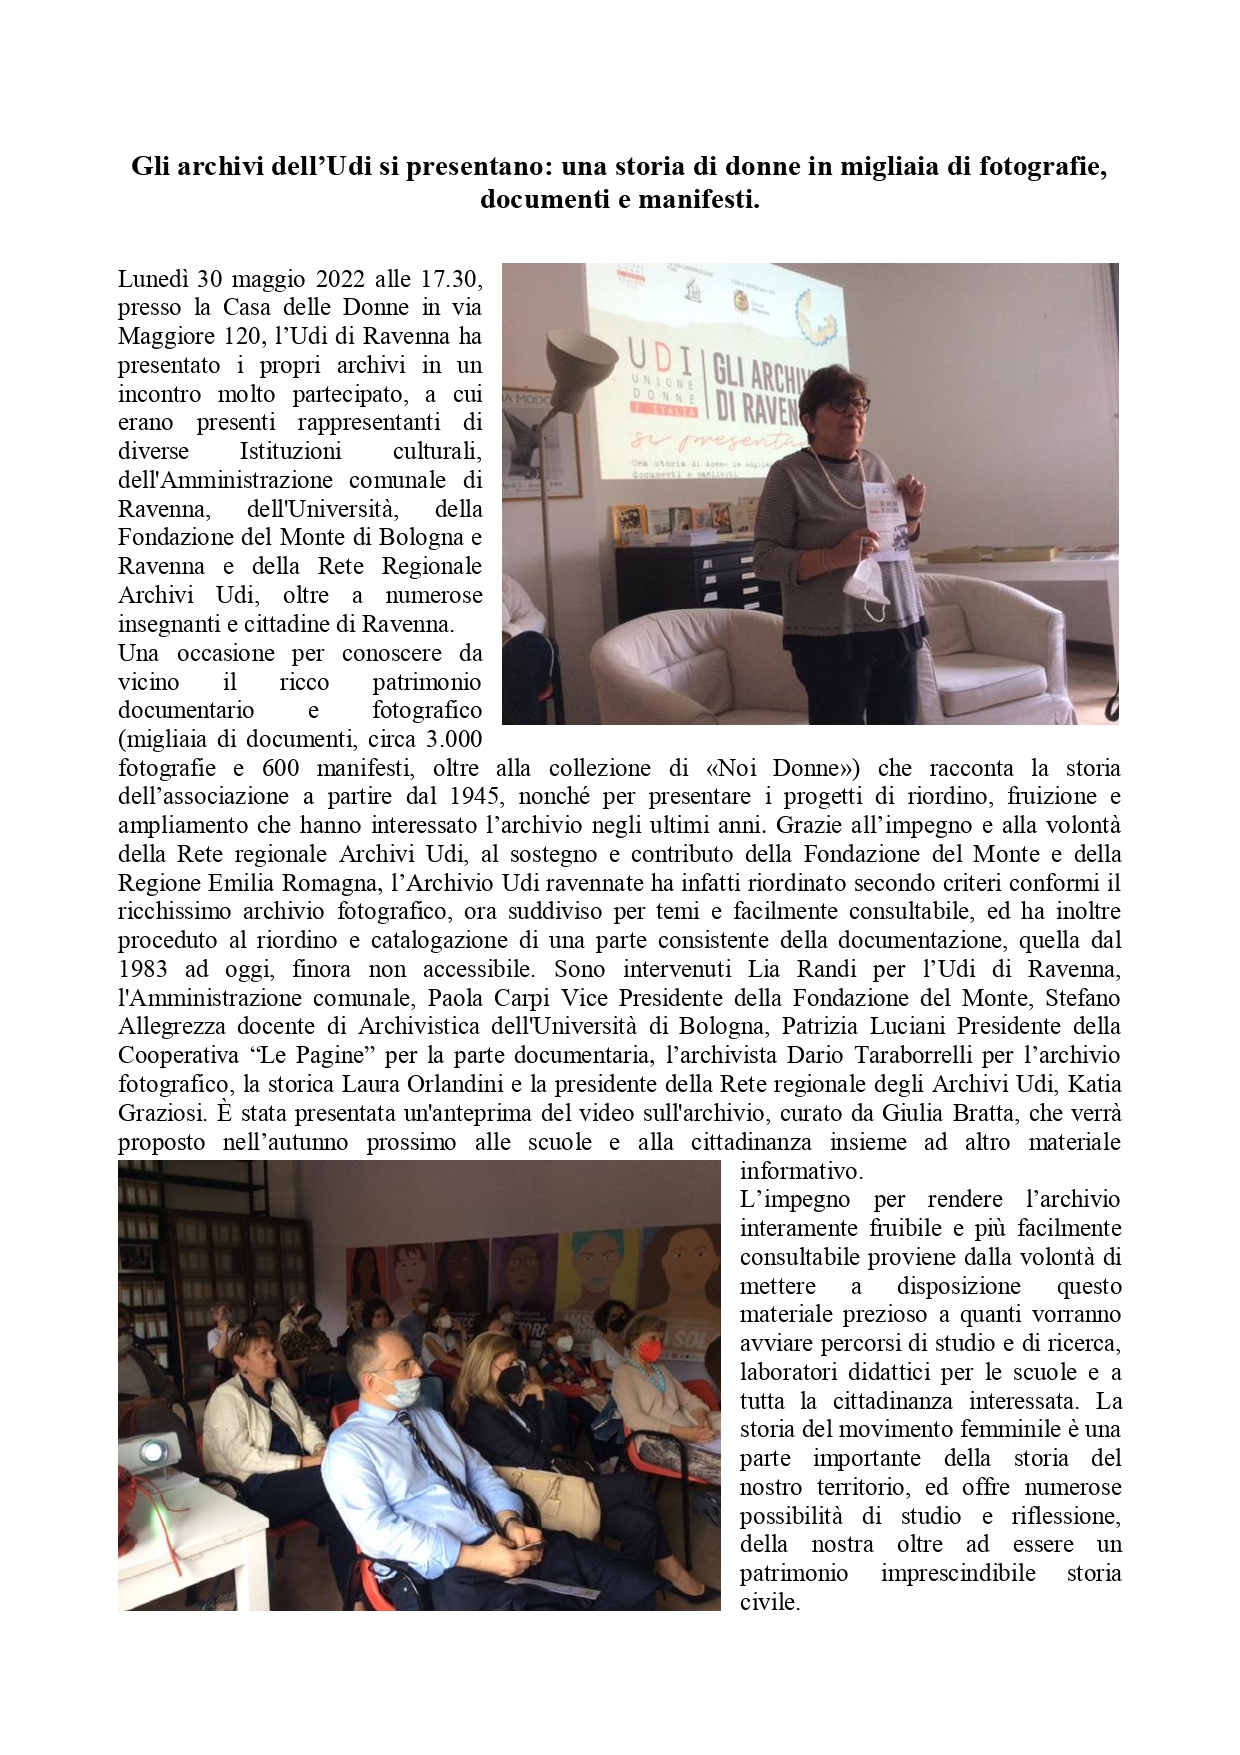 Gli archivi dell’Udi si presentano: una storia di donne in migliaia di fotografie,
documenti e manifesti.
Lunedì 30 maggio 2022 alle 17.30,
presso la Casa delle Donne in via
Maggiore 120, l’Udi di Ravenna ha
presentato i propri archivi in un
incontro molto partecipato, a cui
erano presenti rappresentanti di
diverse Istituzioni culturali,
dell'Amministrazione comunale di
Ravenna, dell'Università, della
Fondazione del Monte di Bologna e
Ravenna e della Rete Regionale
Archivi Udi, oltre a numerose
insegnanti e cittadine di Ravenna.
Una occasione per conoscere da
vicino il ricco patrimonio
documentario e fotografico
(migliaia di documenti, circa 3.000
UDI
UNIONE
DONNE
GLI ARCHIVI
DI RAVEN
si presenta
Una storia di donne in miglia
documenti e manifesti
fotografie e 600 manifesti, oltre alla collezione di «Noi Donne») che racconta la storia
dell’associazione a partire dal 1945, nonché per presentare i progetti di riordino, fruizione e
ampliamento che hanno interessato l’archivio negli ultimi anni. Grazie all’impegno e alla volontà
della Rete regionale Archivi Udi, al sostegno e contributo della Fondazione del Monte e della
Regione Emilia Romagna, l’Archivio Udi ravennate ha infatti riordinato secondo criteri conformi il
ricchissimo archivio fotografico, ora suddiviso per temi e facilmente consultabile, ed ha inoltre
proceduto al riordino e catalogazione di una parte consistente della documentazione, quella dal
1983 ad oggi, finora non accessibile. Sono intervenuti Lia Randi per l’Udi di Ravenna,
l'Amministrazione comunale, Paola Carpi Vice Presidente della Fondazione del Monte, Stefano
Allegrezza docente di Archivistica dell'Università di Bologna, Patrizia Luciani Presidente della
Cooperativa “Le Pagine” per la parte documentaria, l’archivista Dario Taraborrelli per l’archivio
fotografico, la storica Laura Orlandini e la presidente della Rete regionale degli Archivi Udi, Katia
Graziosi. È stata presentata un'anteprima del video sull'archivio, curato da Giulia Bratta, che verrà
proposto nell’autunno prossimo alle scuole e alla cittadinanza insieme ad altro materiale
informativo.
L’impegno per rendere l’archivio
interamente fruibile e più facilmente
consultabile proviene dalla volontà di
mettere a disposizione questo
materiale prezioso a quanti vorranno
avviare percorsi di studio e di ricerca,
laboratori didattici per le scuole e a
tutta la cittadinanza interessata. La
storia del movimento femminile è una
parte importante della storia del
nostro territorio, ed offre numerose
possibilità di studio e riflessione,
della nostra oltre ad essere un
patrimonio imprescindibile storia
civile.